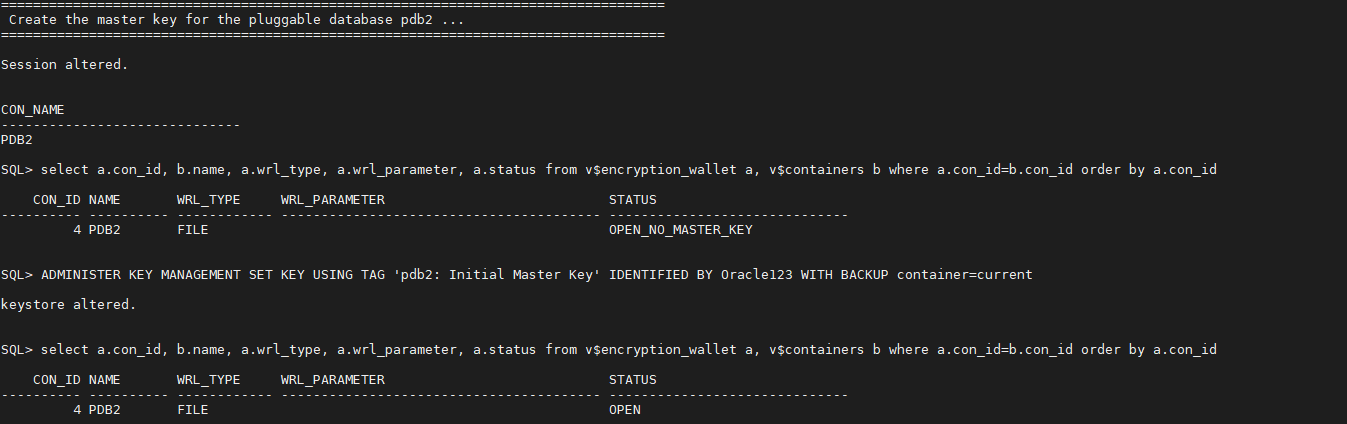 ===================================================================================
Create the master key for the pluggable database pdb2 ...
===================================================================================
Session altered.
CON_NAME
------------------------------
PDB2
SQL> select a.con_id, b.name, a.wrl_type, a.wrl_parameter, a.status from v$encryption_wallet a, v$containers b where a.con_id=b.con_id order by a.con_id
    CON_ID NAME       WRL_TYPE     WRL_PARAMETER                            STATUS
---------- ---------- ------------ ---------------------------------------- ------------------------------
         4 PDB2       FILE                                                  OPEN_NO_MASTER_KEY
SQL> ADMINISTER KEY MANAGEMENT SET KEY USING TAG 'pdb2: Initial Master Key' IDENTIFIED BY Oracle123 WITH BACKUP container=current
keystore altered.
SQL> select a.con_id, b.name, a.wrl_type, a.wrl_parameter, a.status from v$encryption_wallet a, v$containers b where a.con_id=b.con_id order by a.con_id
    CON_ID NAME       WRL_TYPE     WRL_PARAMETER                            STATUS
---------- ---------- ------------ ---------------------------------------- ------------------------------
         4 PDB2       FILE                                                  OPEN